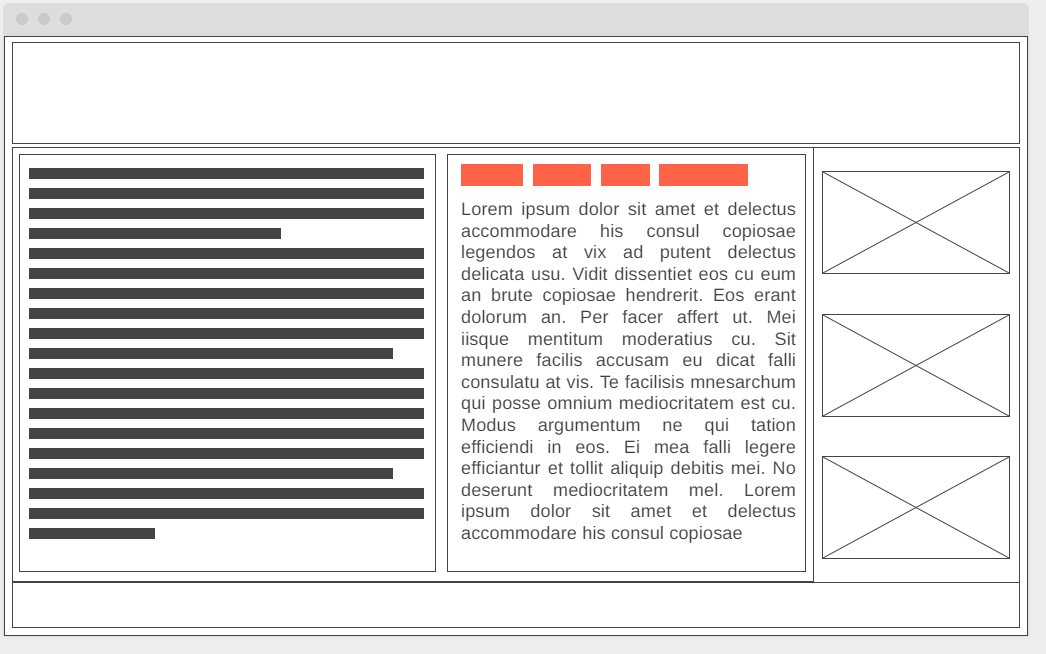 Lorem ipsum dolor sit amet et delectus
accommodare his consul copiosae
legendos at vix ad putent delectus
delicata usu. Vidit dissentiet eos cu eum
an brute copiosae hendrerit. Eos erant
dolorum an. Per facer affert ut. Mei
iisque mentitum moderatius cu. Sit
munere facilis accusam eu dicat falli
consulatu at vis. Te facilisis mnesarchum
qui posse omnium mediocritatem est cu.
Modus argumentum ne qui tation
efficiendi in eos. Ei mea falli legere
efficiantur et tollit aliquip debitis mei. No
deserunt mediocritatem mel. Lorem
ipsum dolor sit amet et delectus
accommodare his consul copiosae